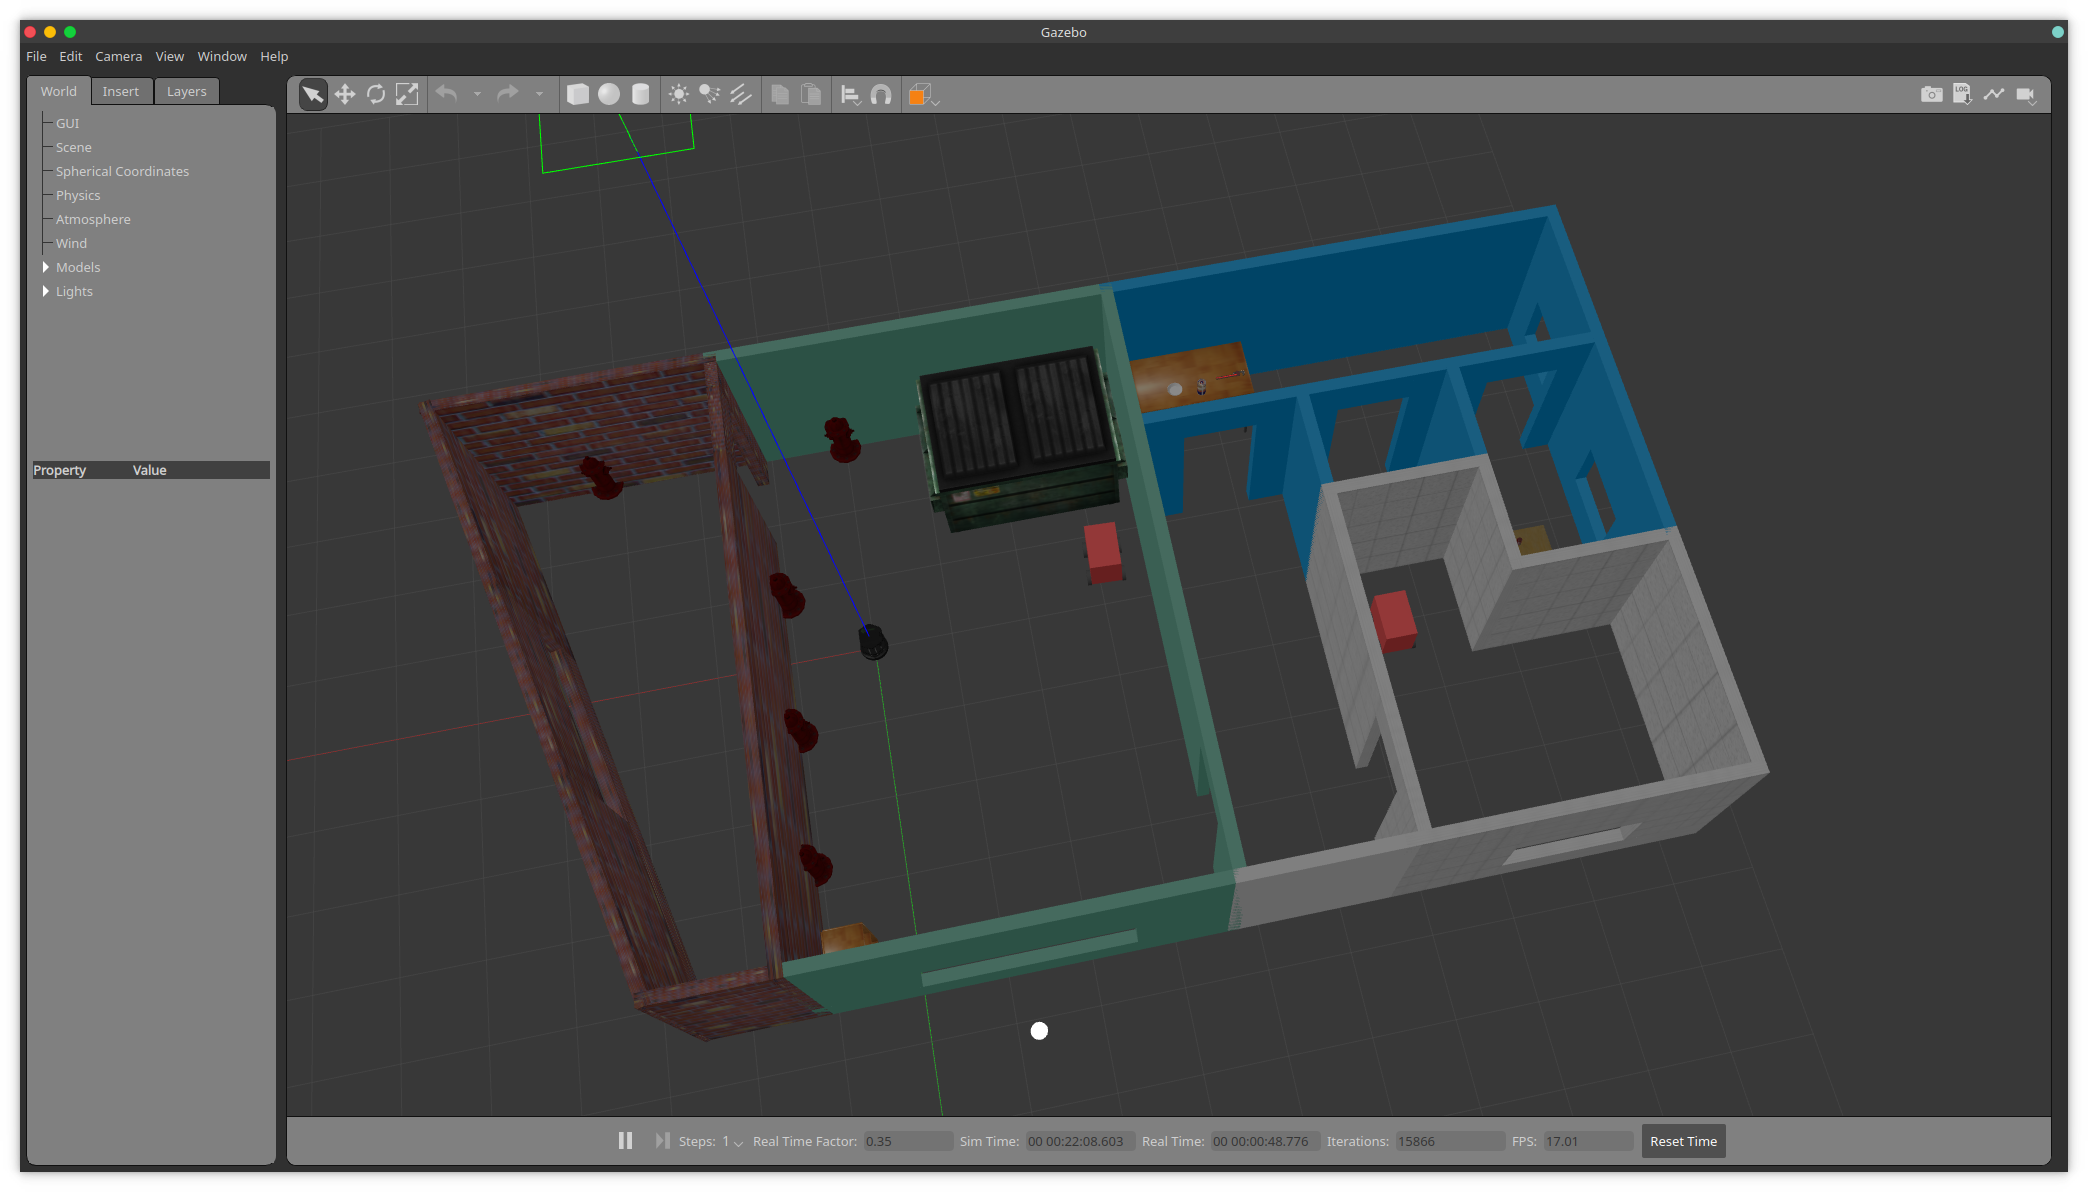 Gazebo
File Edit Camera View Window Help
World Insert Layers
LOG
GUI
Scene
Spherical Coordinates
Physics
Atmosphere
Wind
Models
Lights
Property Value
Steps: 1 Real Time Factor: 0.35 Sim Time: 00 00:22:08.603 Real Time: 00 00:00:48.776 Iterations: 15866 FPS: 17.01 Reset Time